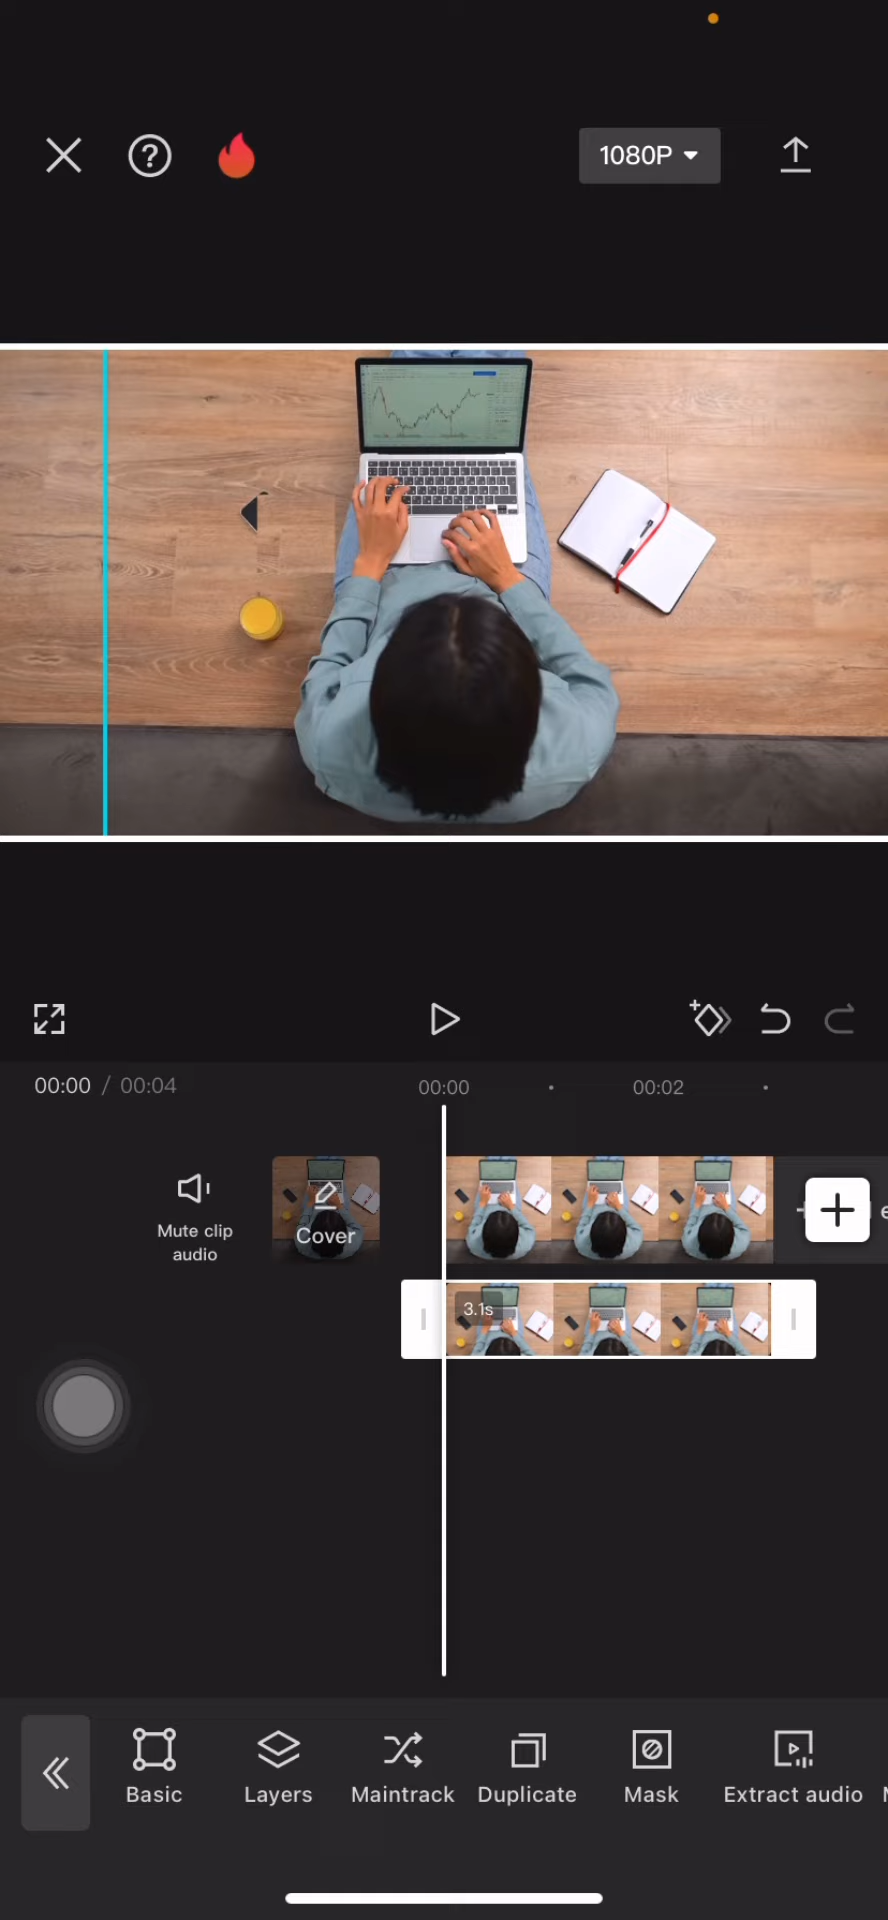 1080P
00:00 / 00:04
00:00
00:02
Mute clip
audio
Cover
3.1s
Basic
Layers
Maintrack
Duplicate
Mask
Extract audio